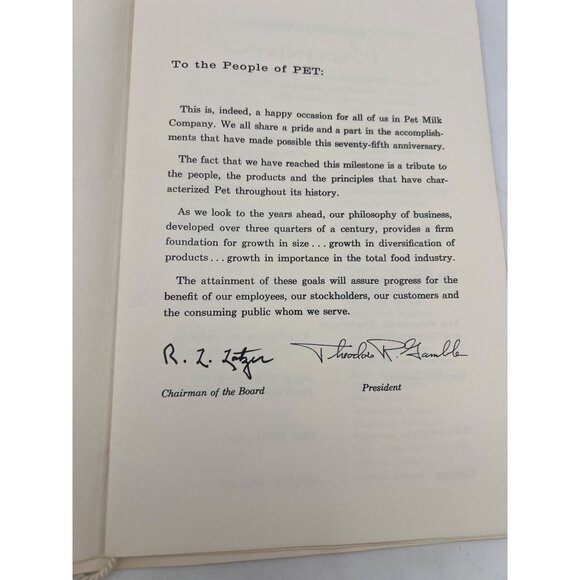 To the People of PET:
This is, indeed, a happy occasion for all of us in Pet Milk
Company. We all share a pride and a part in the accomplish-
ments that have made possible this seventy-fifth anniversary.
The fact that we have reached this milestone is a tribute to
the people, the products and the principles that have char-
acterized Pet throughout its history.
As we look to the years ahead, our philosophy of business,
developed over three quarters of a century, provides a firm
foundation for growth in size . . . growth in diversification of
products . . . growth in importance in the total food industry.
The attainment of these goals will assure progress for the
benefit of our employees, our stockholders, our customers and
the consuming public whom we serve.
R. L. Latzer Theodore R. Gamble
Chairman of the Board President